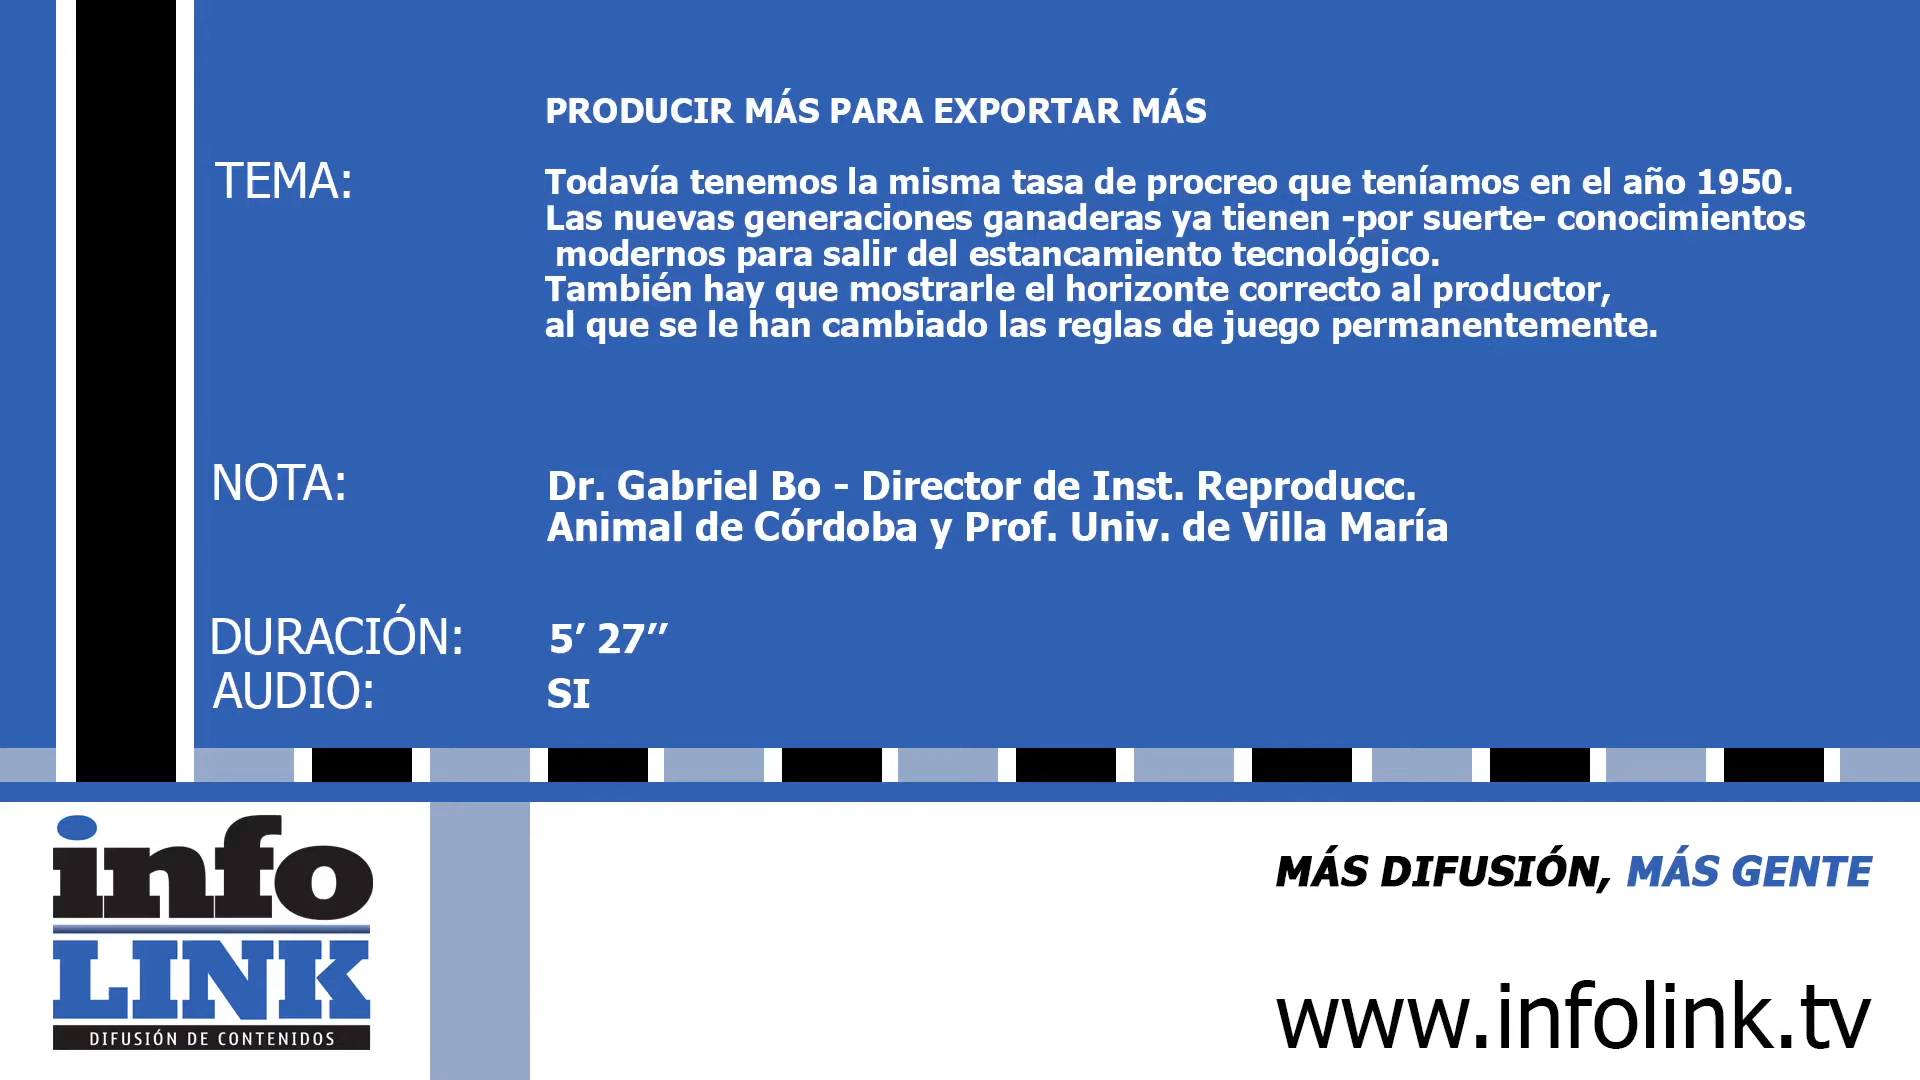 PRODUCIR MÁS PARA EXPORTAR MÁS
TEMA:
Todavía tenemos la misma tasa de procreo que teníamos en el año 1950.
Las nuevas generaciones ganaderas ya tienen -por suerte- conocimientos
modernos para salir del estancamiento tecnológico.
También hay que mostrarle el horizonte correcto al productor,
al que se le han cambiado las reglas de juego permanentemente.
NOTA:
Dr. Gabriel Bo - Director de Inst. Reproducc.
Animal de Córdoba y Prof. Univ. de Villa María
DURACIÓN: 5’ 27’’
AUDIO: SI
info
LINK
DIFUSIÓN DE CONTENIDOS
MÁS DIFUSIÓN, MÁS GENTE
www.infolink.tv